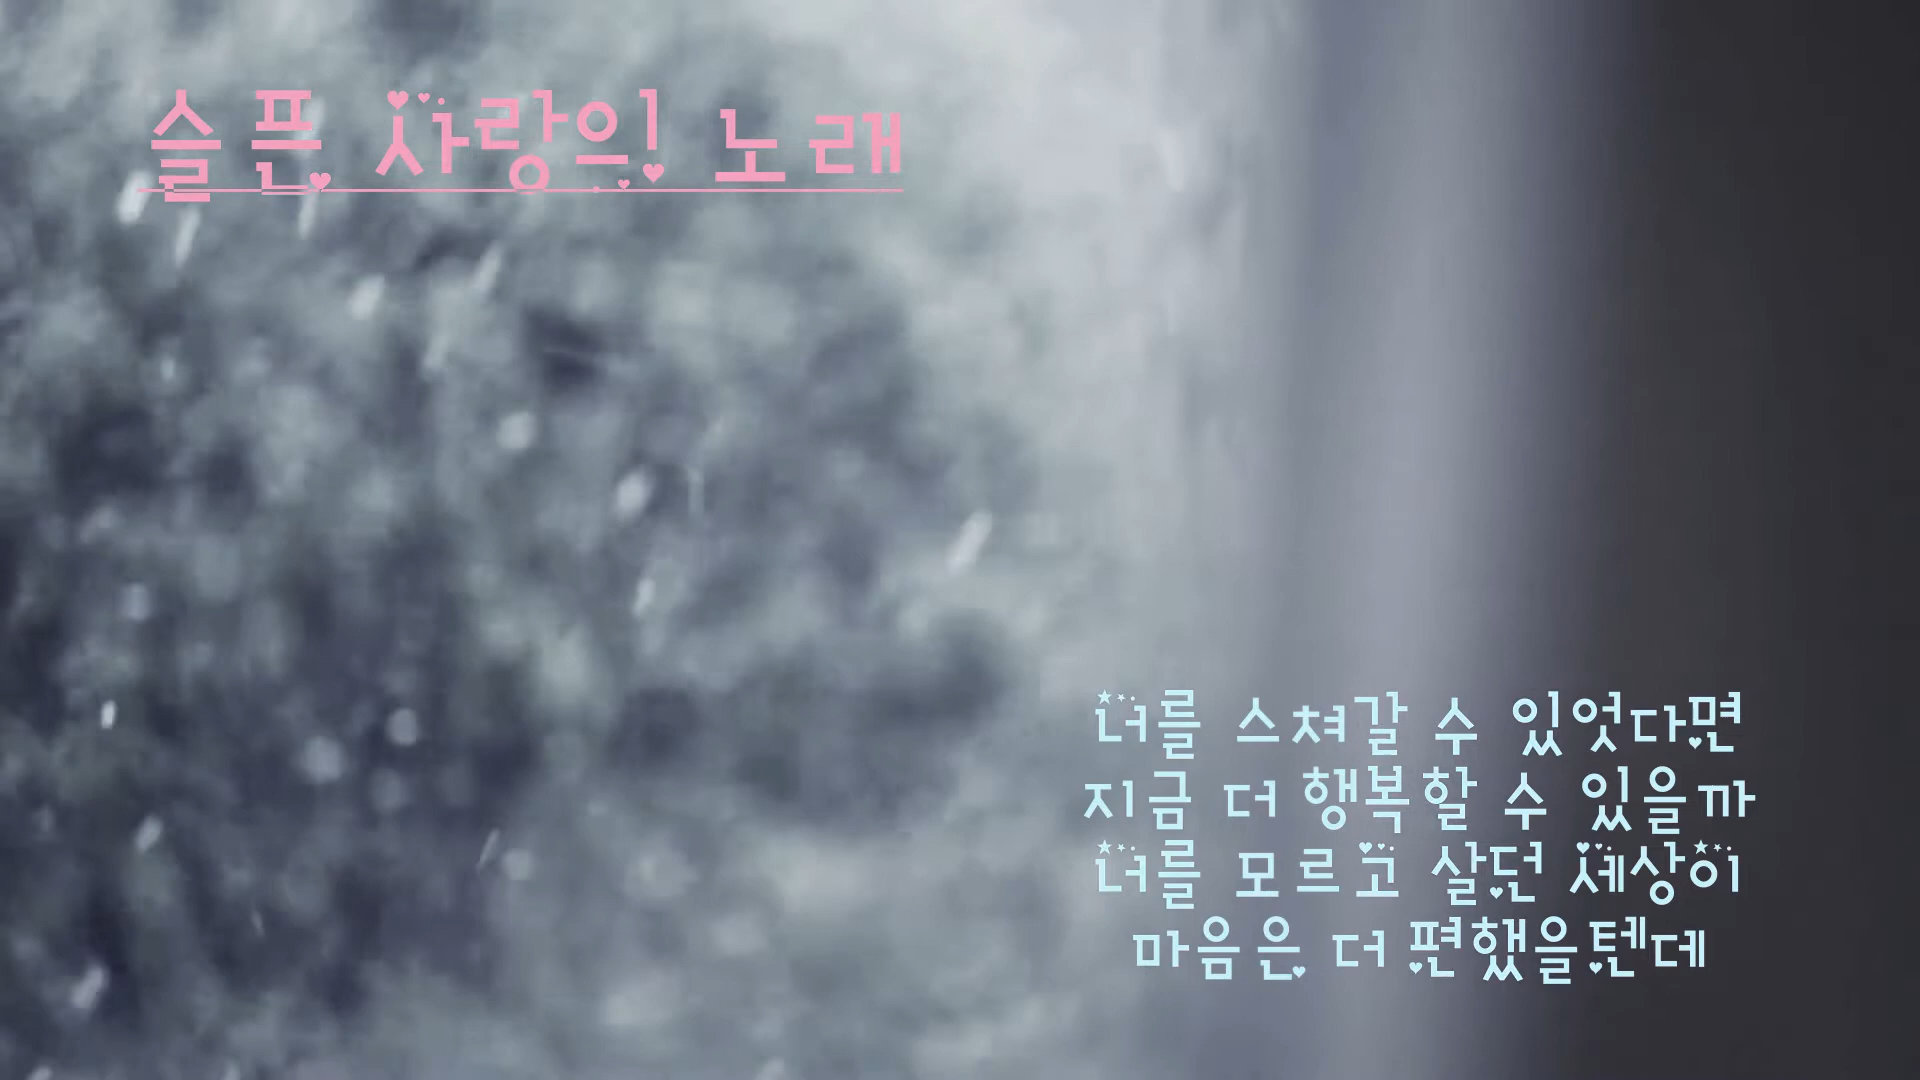 슬픈 사랑의 노래
너를 스쳐갈 수 있엇다면
지금 더 행복할 수 있을까
너를 모르고 살던 세상이
마음은 더 편했을텐데